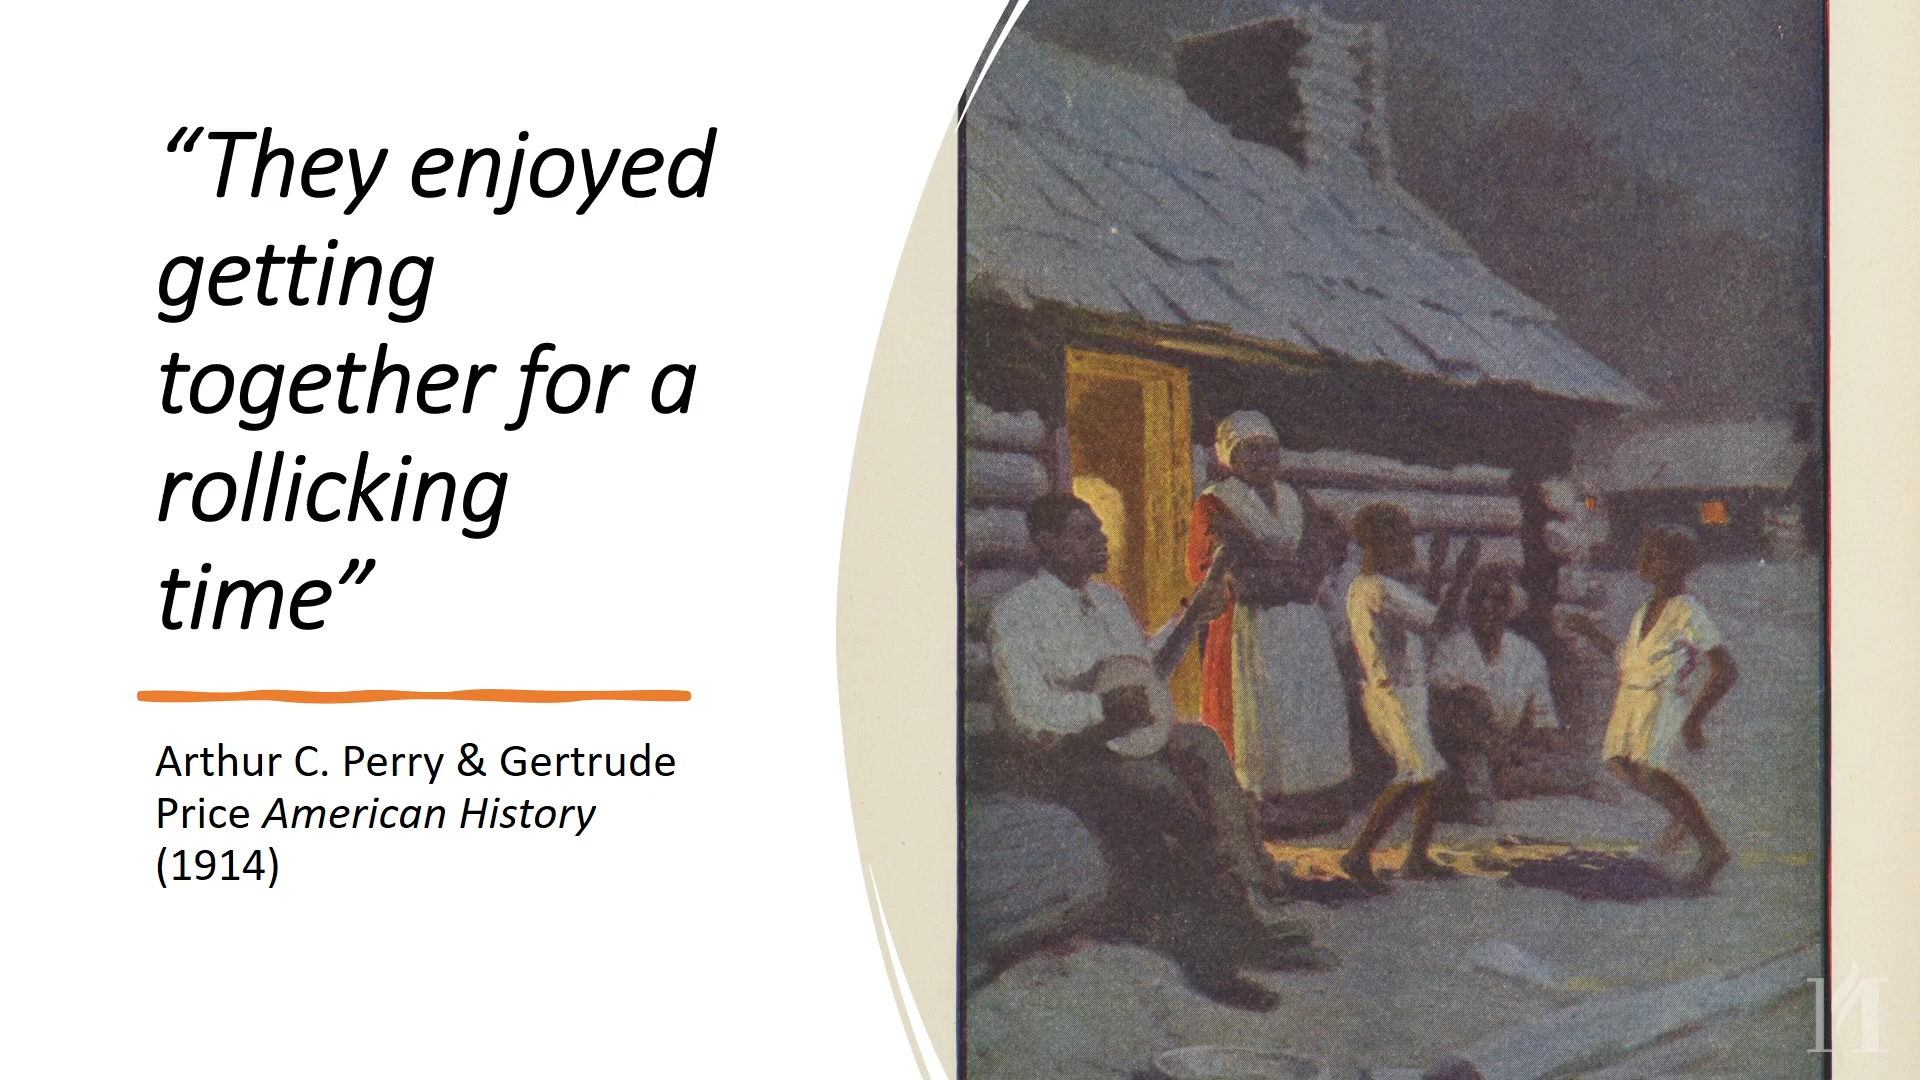 “They enjoyed
getting
together for a
rollicking
time”
Arthur C. Perry & Gertrude
Price American History
(1914)